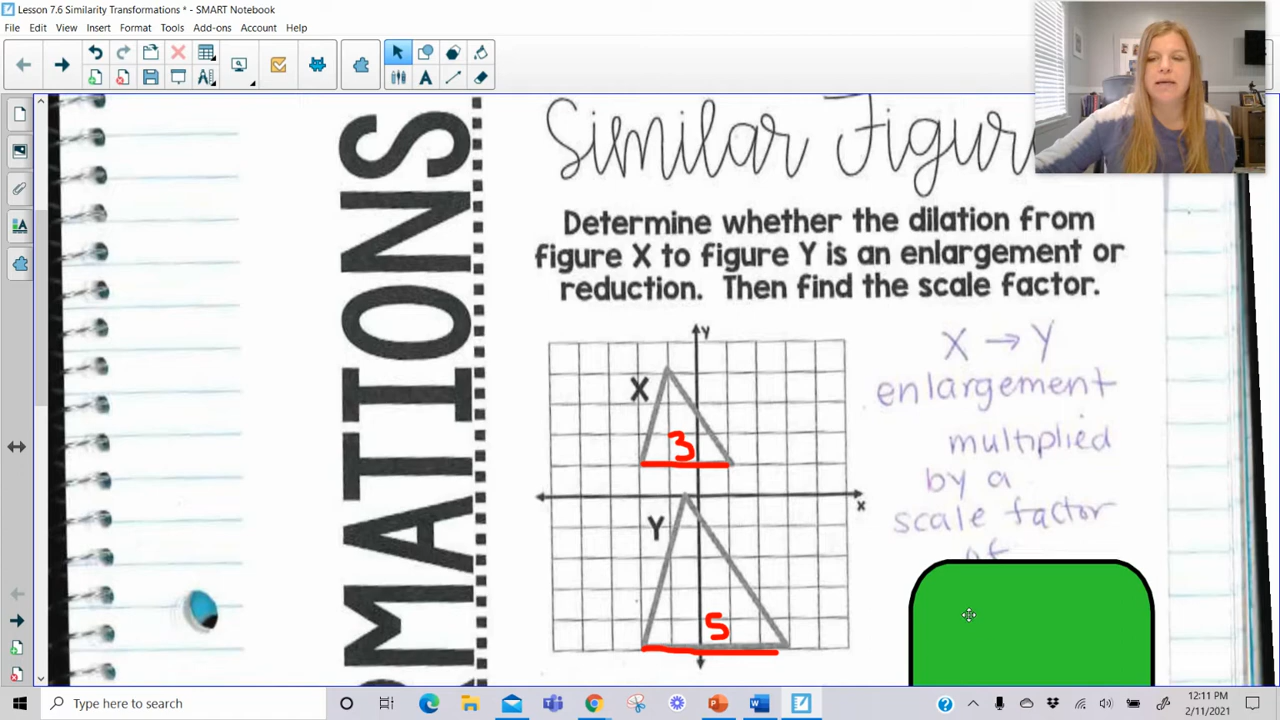 Lesson 7.6 Similarity Transformations * - SMART Notebook
File Edit View Insert Format Tools Add-ons Account Help
MATIONS
Similar Figur
Determine whether the dilation from
figure X to figure Y is an enlargement or
reduction. Then find the scale factor.
y
X
3
x
Y
5
X → Y
enlargement
multiplied
by a
scale factor
of
Type here to search
12:11 PM
2/11/2021